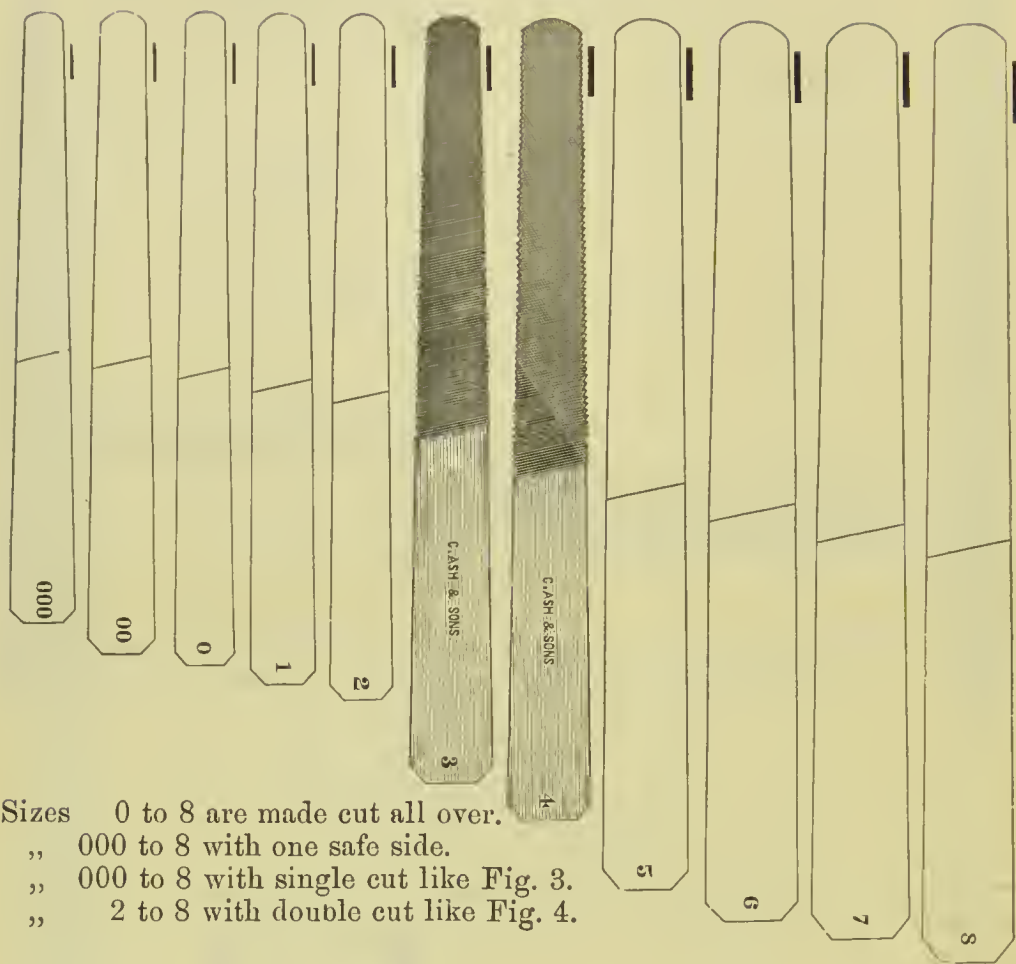 000
00
0
1
2
3
4
5
6
7
8
C. ASH & SONS.
C. ASH & SONS
Sizes 0 to 8 are made cut all over.
„ 000 to 8 with one safe side.
„ 000 to 8 with single cut like Fig. 3.
„ 2 to 8 with double cut like Fig. 4.